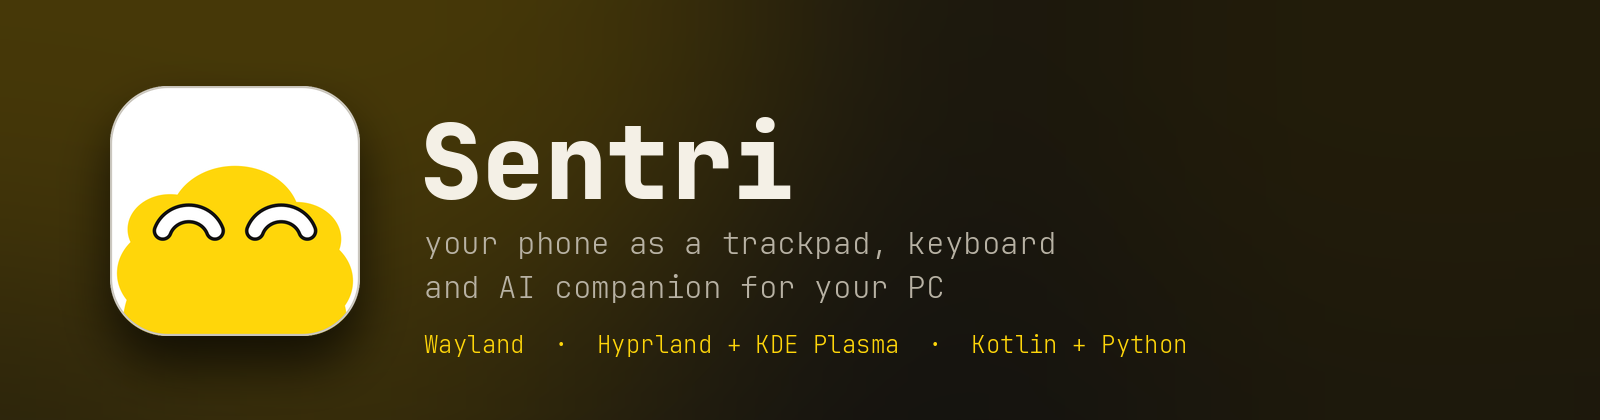 Sentri
your phone as a trackpad, keyboard
and AI companion for your PC
Wayland · Hyprland + KDE Plasma · Kotlin + Python